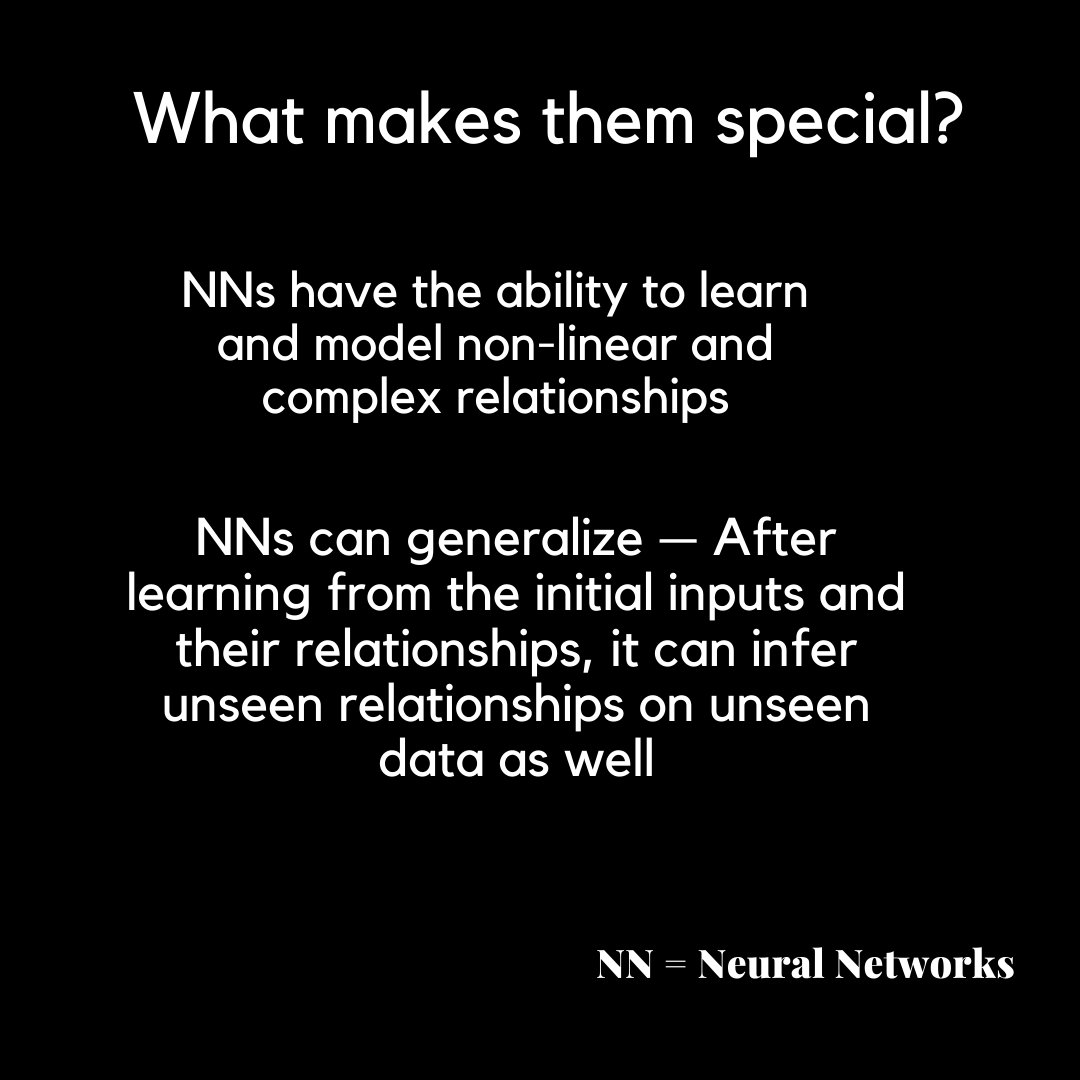 What makes them special?
NNs have the ability to learn
and model non-linear and
complex relationships
NNs can generalize — After
learning from the initial inputs and
their relationships, it can infer
unseen relationships on unseen
data as well
NN = Neural Networks